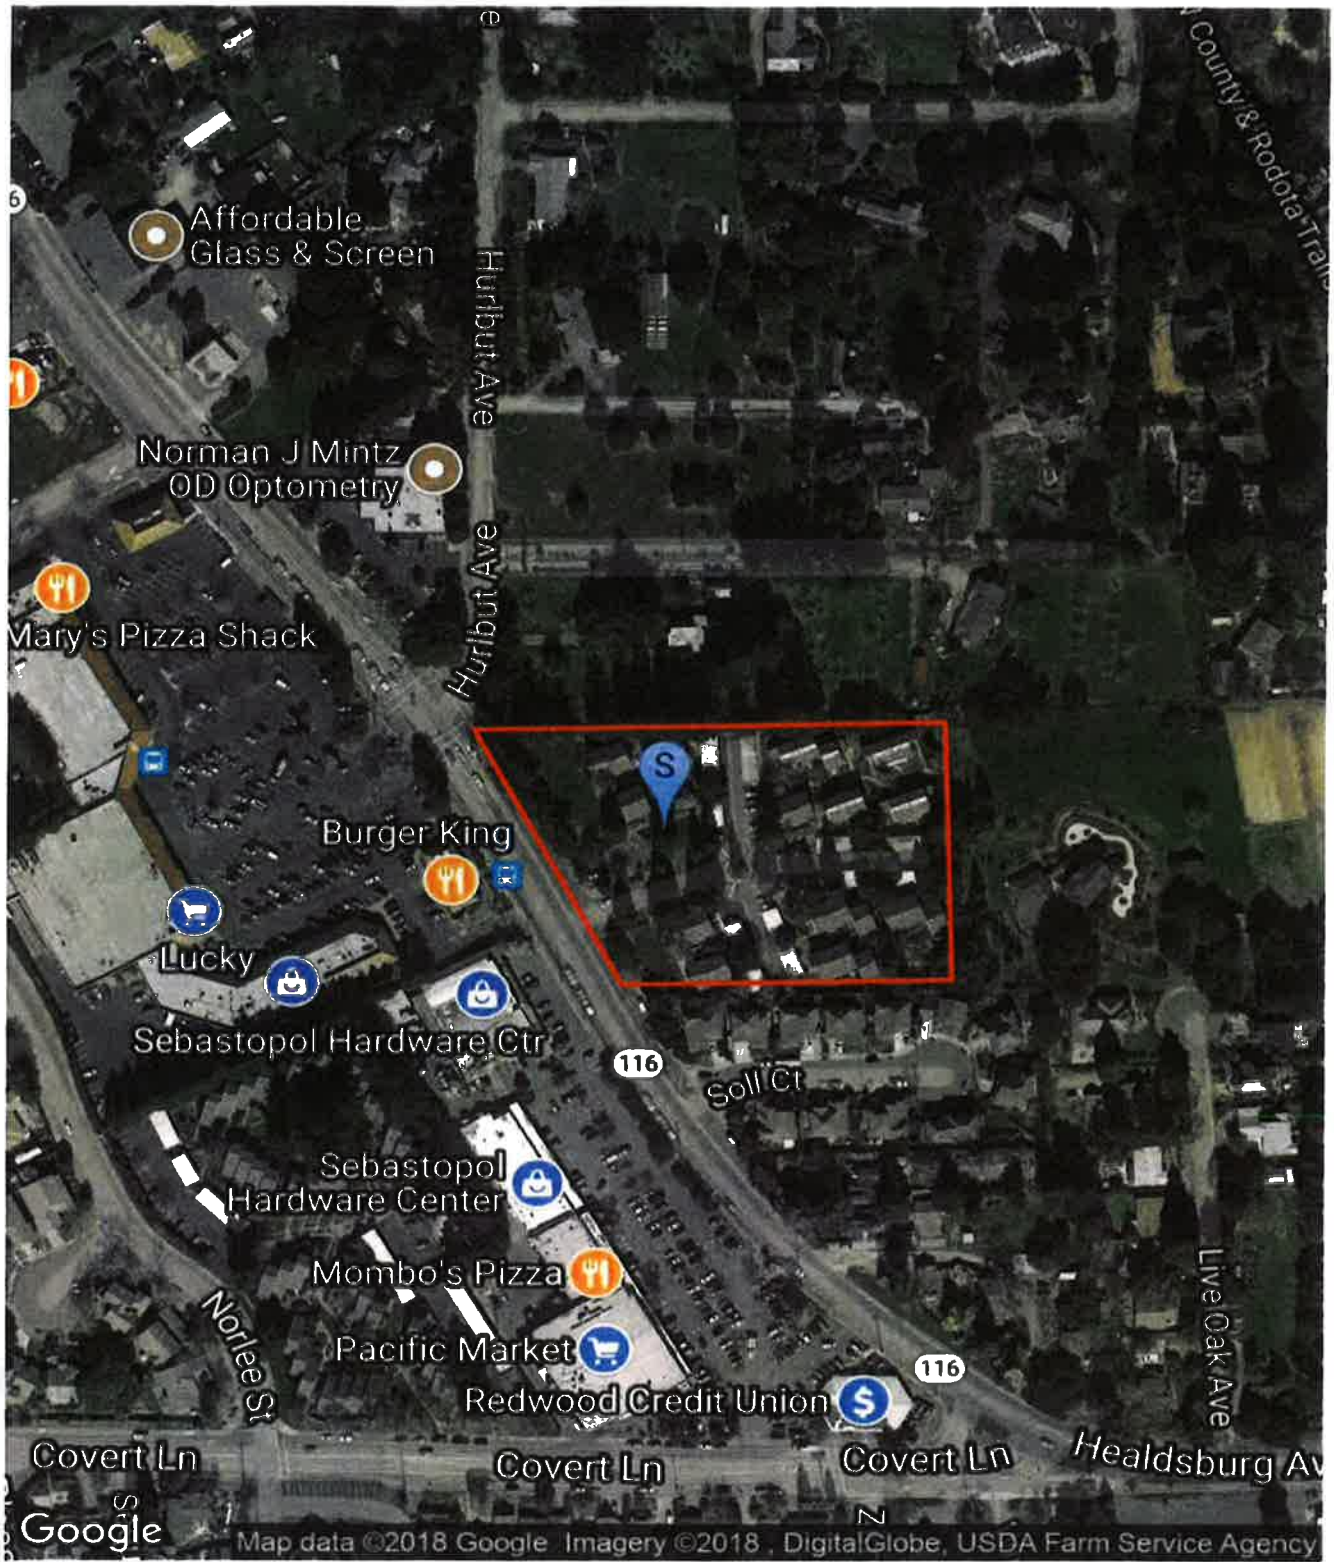 e
County & Rodota Trail
6
Affordable
Glass & Screen
Hurlbut Ave
Norman J Mintz
OD Optometry
Hurlbut Ave
Mary's Pizza Shack
S
Burger King
Lucky
Sebastopol Hardware Ctr
116
Soll Ct
Sebastopol
Hardware Center
Mombo's Pizza
Pacific Market
Redwood Credit Union
$
116
Norlee St
Live Oak Ave
Covert Ln
Covert Ln
Covert Ln
Healdsburg Av
S
N
Google
Map data ©2018 Google Imagery ©2018 , DigitalGlobe, USDA Farm Service Agency